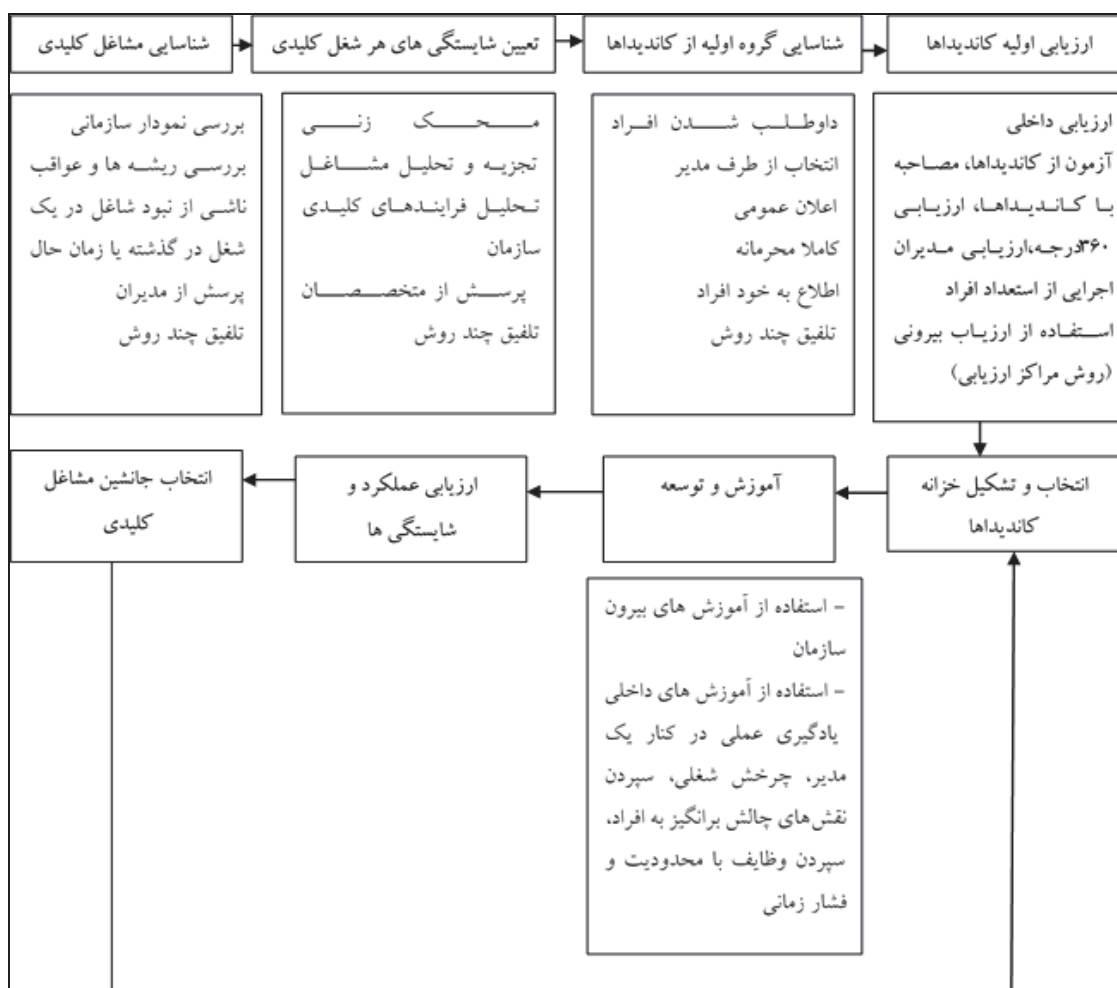 شناسایی مشاغل کلیدی
تعیین شایستگی های هر شغل کلیدی
شناسایی گروه اولیه از کاندیداها
ارزیابی اولیه کاندیداها
بررسی نمودار سازمانی
بررسی ریشه ها و عواقب
ناشی از نبود شاغل در یک
شغل در گذشته یا زمان حال
پرسش از مدیران
تلفیق چند روش
محک زنی
تجزیه و تحلیل مشاغل
تحلیل فرایندهای کلیدی
سازمان
پرسش از متخصصان
تلفیق چند روش
داوطلب شدن افراد
انتخاب از طرف مدیر
اعلان عمومی
کاملا محرمانه
اطلاع به خود افراد
تلفیق چند روش
ارزیابی داخلی
آزمون از کاندیداها، مصاحبه
با کاندیداها، ارزیابی
۳۶۰درجه،ارزیابی مدیران
اجرایی از استعداد افراد
استفاده از ارزیاب بیرونی
(روش مراکز ارزیابی)
انتخاب و تشکیل خزانه
کاندیداها
آموزش و توسعه
ارزیابی عملکرد و
شایستگی ها
انتخاب جانشین مشاغل
کلیدی
- استفاده از آموزش های بیرون
سازمان
- استفاده از آموزش های داخلی
یادگیری عملی در کنار یک
مدیر، چرخش شغلی، سپردن
نقش‌های چالش برانگیز به افراد،
سپردن وظایف با محدودیت و
فشار زمانی